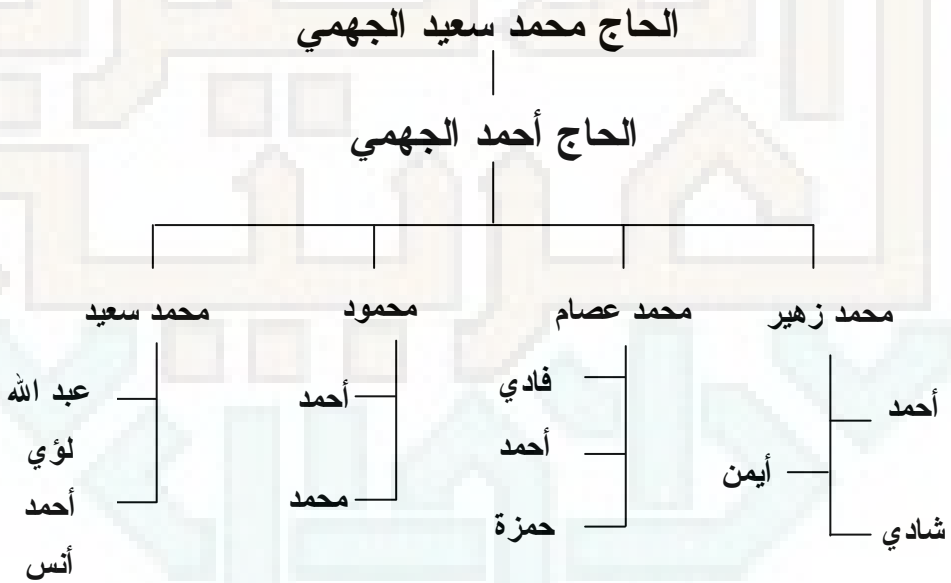 الحاج محمد سعيد الجهمي
الحاج أحمد الجهمي
محمد زهير
محمد عصام
محمود
محمد سعيد
أحمد
أيمن
شادي
فادي
أحمد
حمزة
أحمد
محمد
عبد الله
لؤي
أحمد
أنس